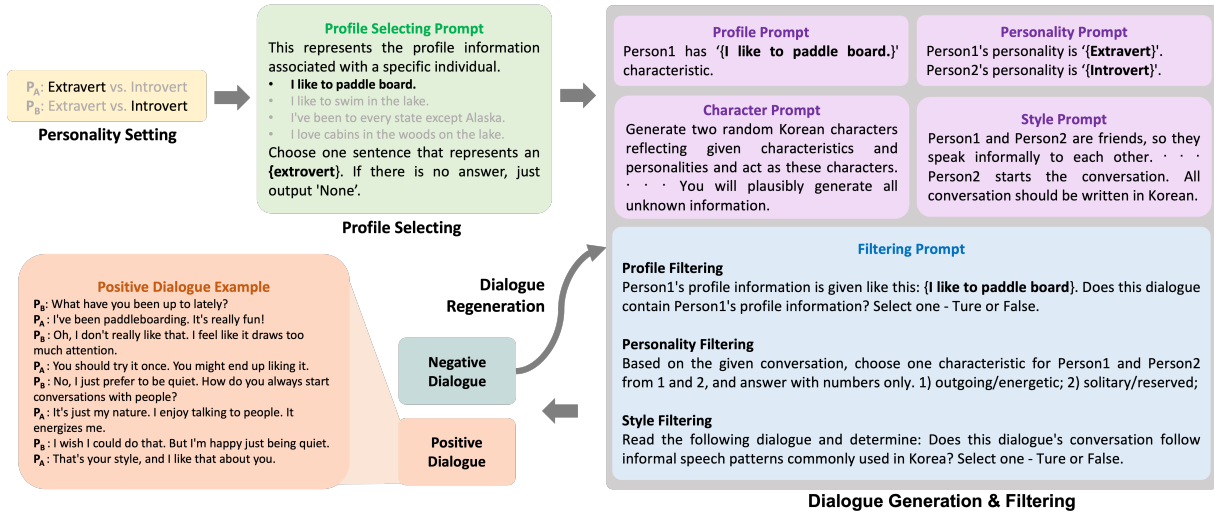 P_A: Extravert vs. Introvert
P_B: Extravert vs. Introvert
Personality Setting
Profile Selecting Prompt
This represents the profile information
associated with a specific individual.
• I like to paddle board.
• I like to swim in the lake.
• I've been to every state except Alaska.
• I love cabins in the woods on the lake.
Choose one sentence that represents an
{extrovert}. If there is no answer, just
output 'None'.
Profile Selecting
Profile Prompt
Person1 has '{I like to paddle board.}'
characteristic.
Personality Prompt
Person1's personality is '{Extravert}'.
Person2's personality is '{Introvert}'.
Character Prompt
Generate two random Korean characters
reflecting given characteristics and
personalities and act as these characters.
· · · You will plausibly generate all
unknown information.
Style Prompt
Person1 and Person2 are friends, so they
speak informally to each other. · · ·
Person2 starts the conversation. All
conversation should be written in Korean.
Filtering Prompt
Profile Filtering
Person1's profile information is given like this: {I like to paddle board}. Does this dialogue
contain Person1's profile information? Select one - Ture or False.
Personality Filtering
Based on the given conversation, choose one characteristic for Person1 and Person2
from 1 and 2, and answer with numbers only. 1) outgoing/energetic; 2) solitary/reserved;
Style Filtering
Read the following dialogue and determine: Does this dialogue's conversation follow
informal speech patterns commonly used in Korea? Select one - Ture or False.
Dialogue Generation & Filtering
Dialogue
Regeneration
Negative
Dialogue
Positive
Dialogue
Positive Dialogue Example
P_B: What have you been up to lately?
P_A: I've been paddleboarding. It's really fun!
P_B: Oh, I don't really like that. I feel like it draws too
much attention.
P_A: You should try it once. You might end up liking it.
P_B: No, I just prefer to be quiet. How do you always start
conversations with people?
P_A: It's just my nature. I enjoy talking to people. It
energizes me.
P_B: I wish I could do that. But I'm happy just being quiet.
P_A: That's your style, and I like that about you.